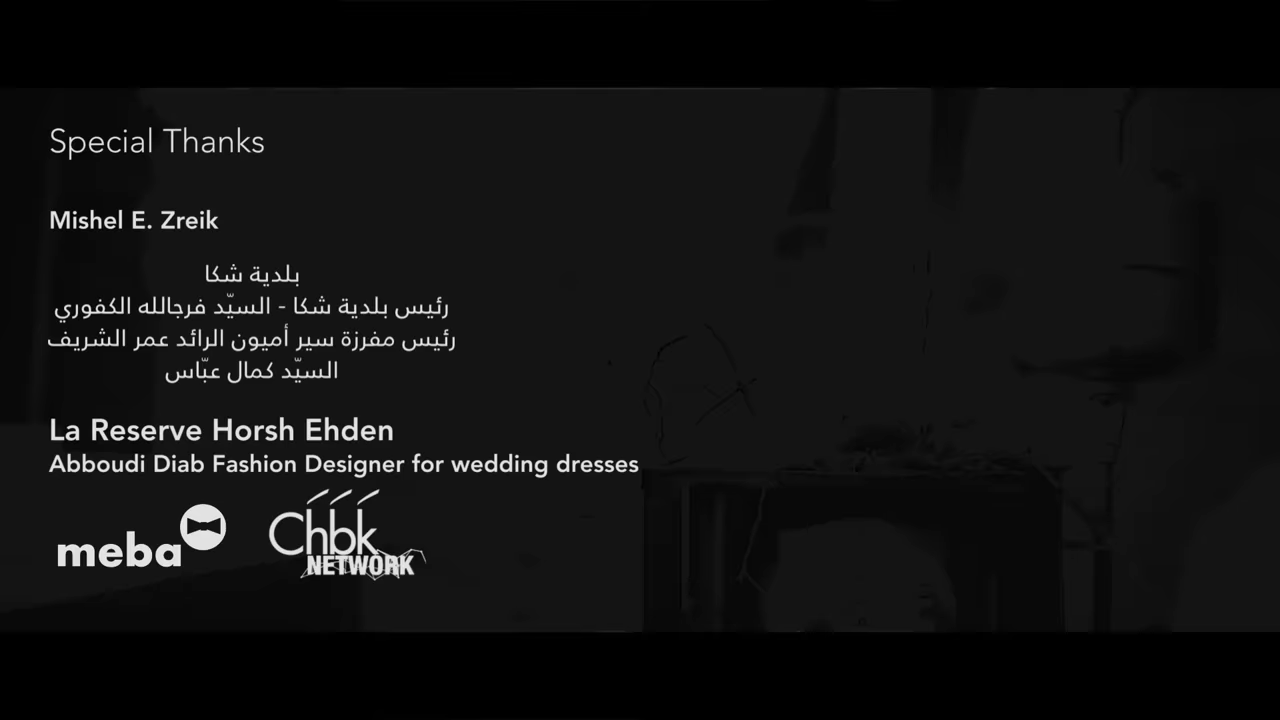 Special Thanks
Mishel E. Zreik
بلدية شكا
رئيس بلدية شكا - السيّد فرجالله الكفوري
رئيس مفرزة سير أميون الرائد عمر الشريف
السيّد كمال عبّاس
La Reserve Horsh Ehden
Abboudi Diab Fashion Designer for wedding dresses
meba
Chbk
NETWORK